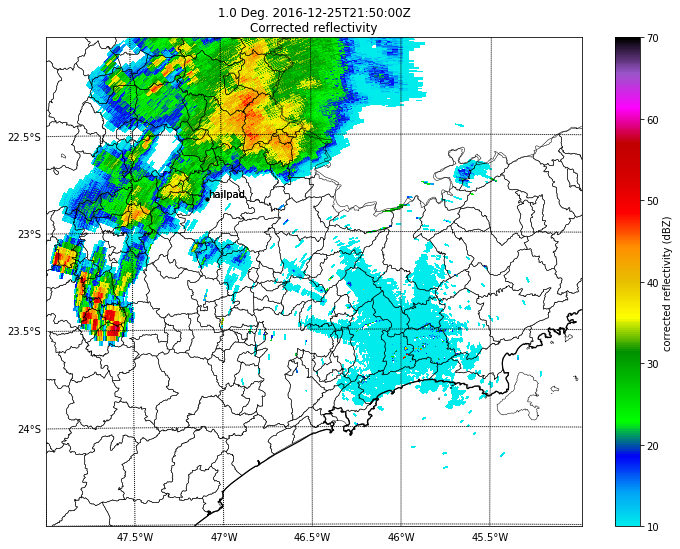 1.0 Deg. 2016-12-25T21:50:00Z
Corrected reflectivity
70
60
50
40
30
20
10
corrected reflectivity (dBZ)
22.5°S
23°S
23.5°S
24°S
hailpad
47.5°W
47°W
46.5°W
46°W
45.5°W